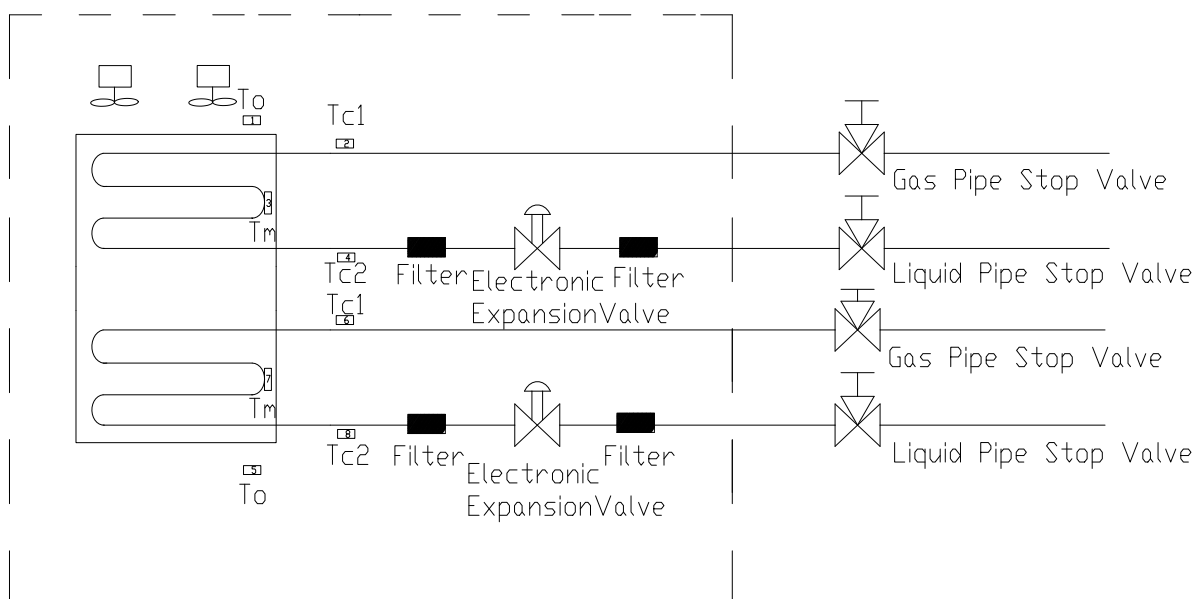 To
1
Tc1
2
Gas Pipe Stop Valve
3
Tm
4
Tc2
Filter
Electronic
ExpansionValve
Filter
Liquid Pipe Stop Valve
Tc1
6
Gas Pipe Stop Valve
7
Tm
8
Tc2
Filter
Electronic
ExpansionValve
Filter
Liquid Pipe Stop Valve
5
To